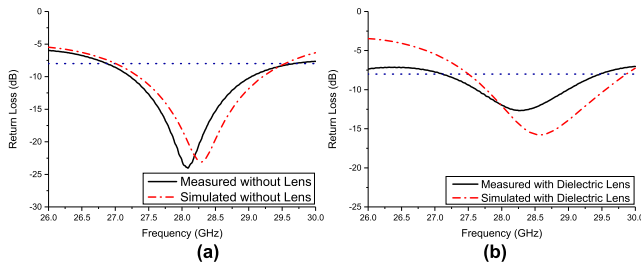 0
-5
-10
-15
-20
-25
-30
Return Loss (dB)
26.0 26.5 27.0 27.5 28.0 28.5 29.0 29.5 30.0
Frequency (GHz)
Measured without Lens
Simulated without Lens
(a)
0
-5
-10
-15
-20
-25
Return Loss (dB)
26.0 26.5 27.0 27.5 28.0 28.5 29.0 29.5 30.0
Frequency (GHz)
Measured with Dielectric Lens
Simulated with Dielectric Lens
(b)